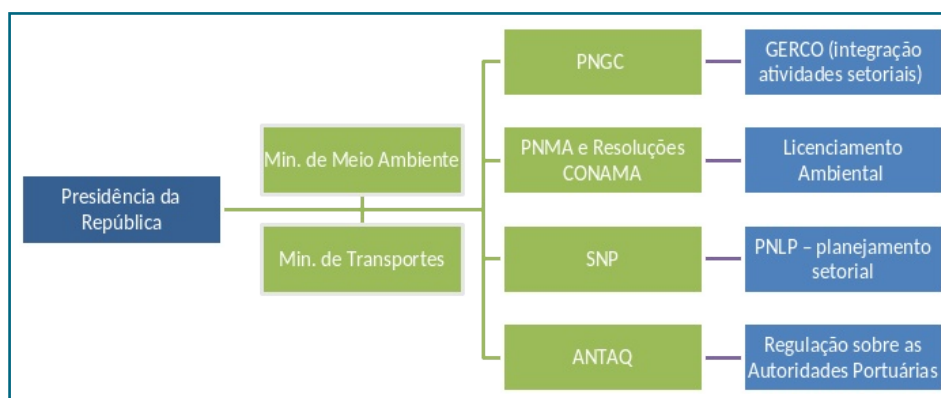 Presidência da
República
Min. de Meio Ambiente
Min. de Transportes
PNGC
GERCO (integração
atividades setoriais)
PNMA e Resoluções
CONAMA
Licenciamento
Ambiental
SNP
PNLP – planejamento
setorial
ANTAQ
Regulação sobre as
Autoridades Portuárias